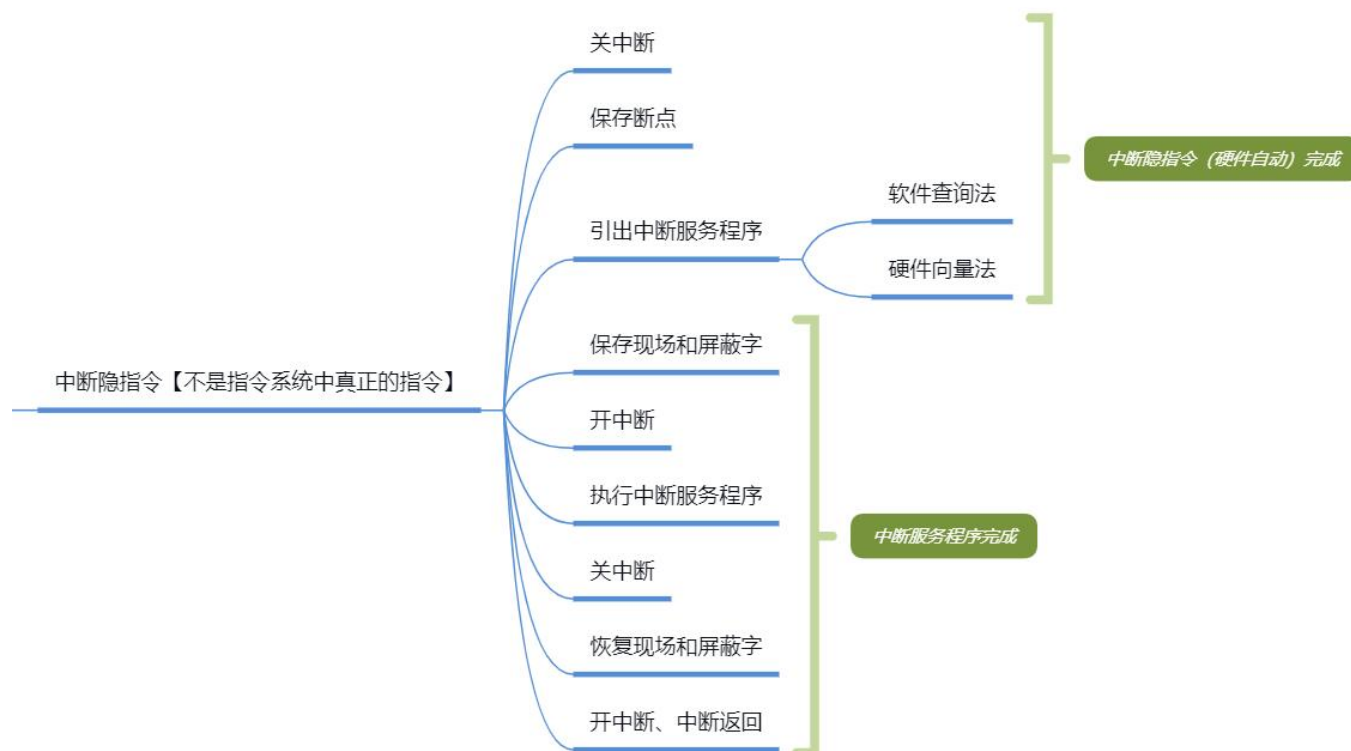 关中断
保存断点
中断隐指令（硬件自动）完成
软件查询法
引出中断服务程序
硬件向量法
保存现场和屏蔽字
中断隐指令【不是指令系统中真正的指令】
开中断
执行中断服务程序
中断服务程序完成
关中断
恢复现场和屏蔽字
开中断、中断返回